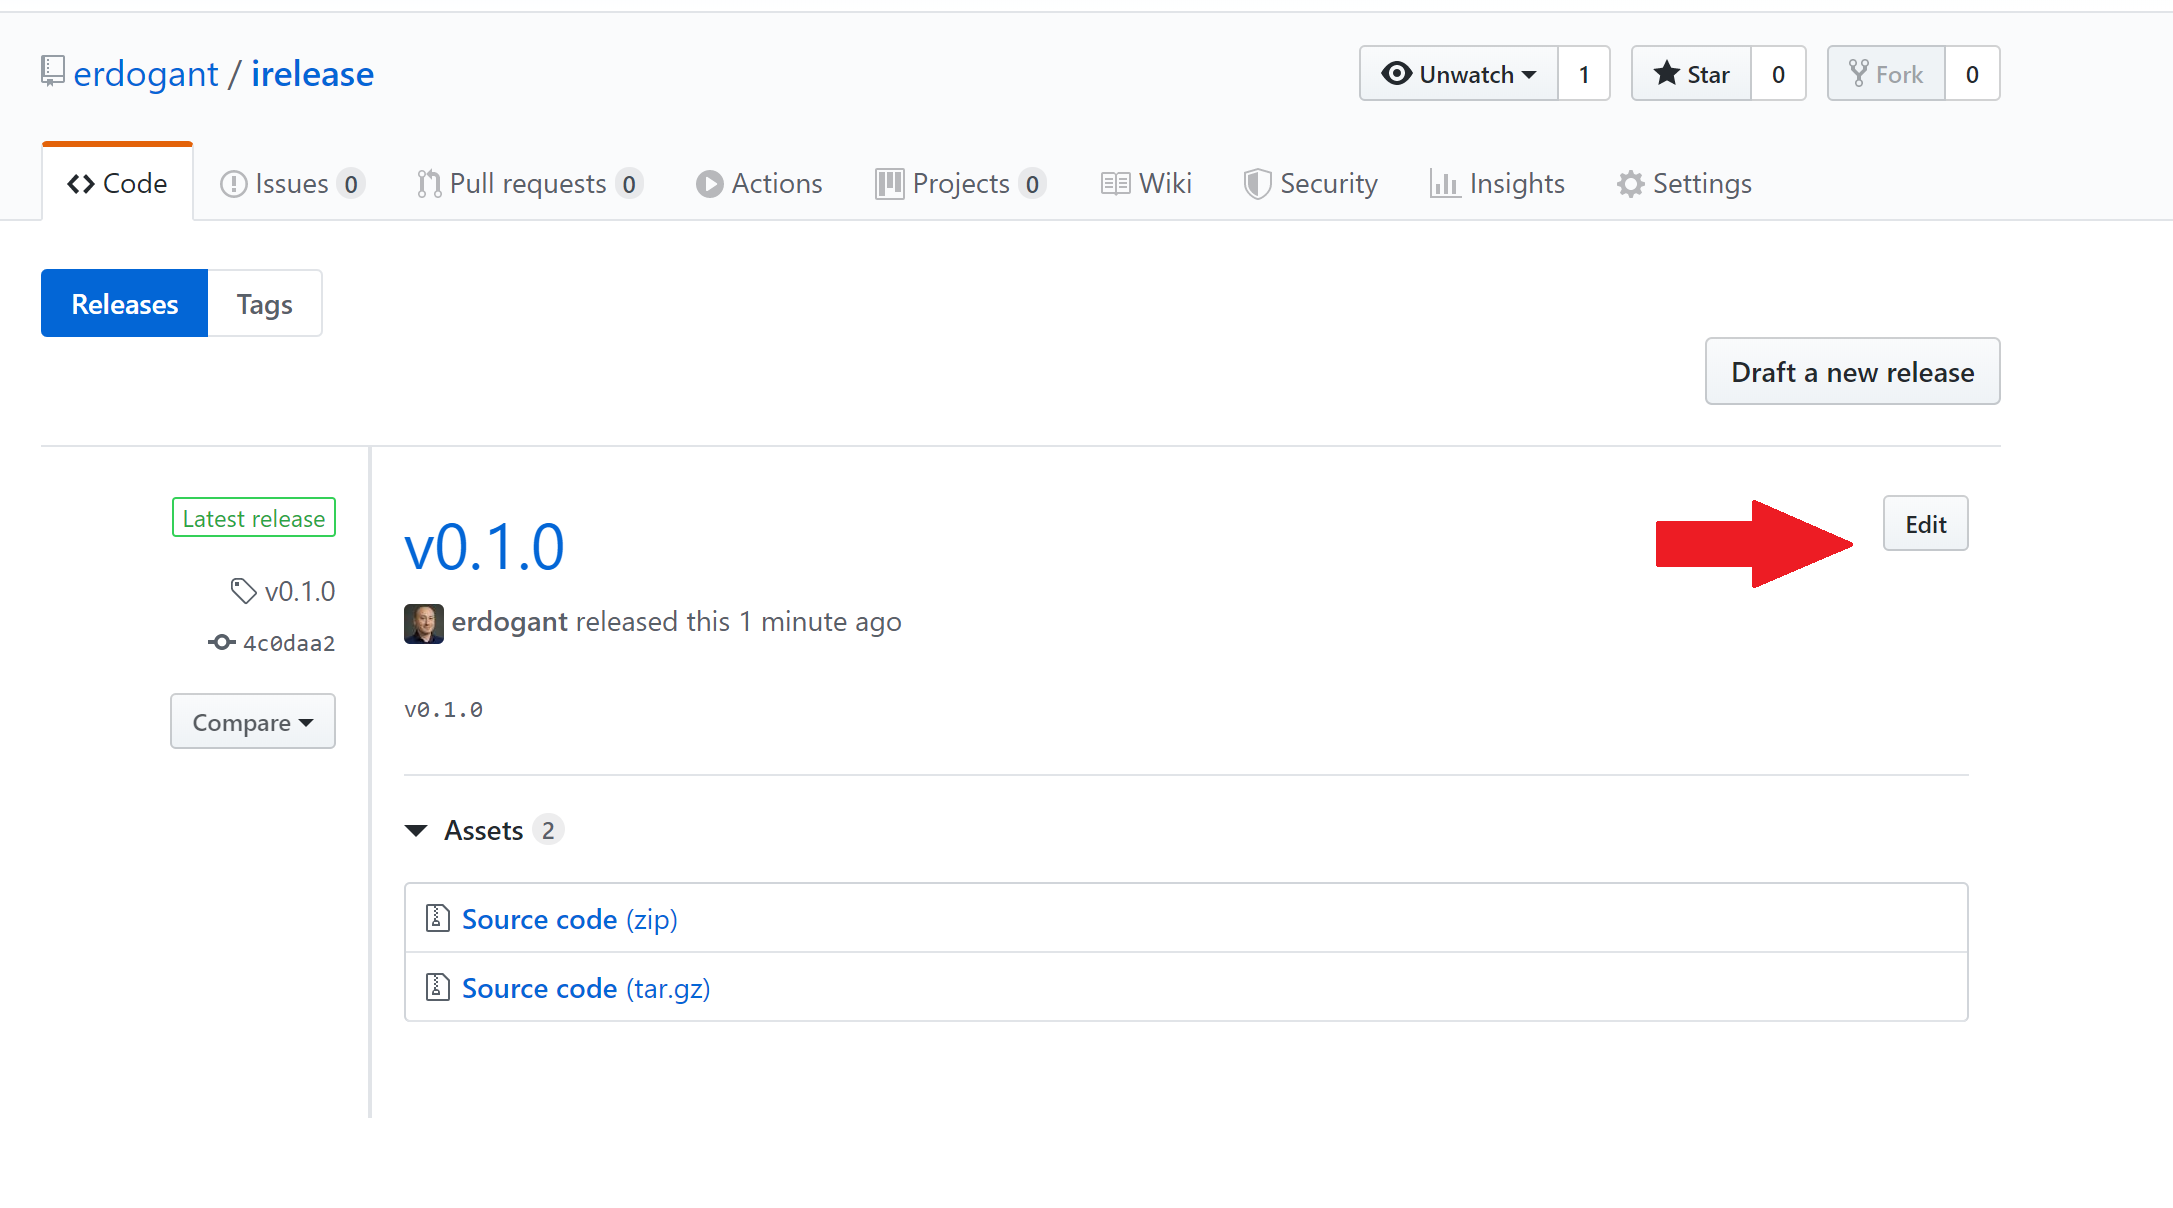 erdogant / irelease
Unwatch 1 Star 0 Fork 0
Code Issues 0 Pull requests 0 Actions Projects 0 Wiki Security Insights Settings
Releases Tags
Draft a new release
Latest release
v0.1.0
4c0daa2
Compare
v0.1.0
Edit
erdogant released this 1 minute ago
v0.1.0
Assets 2
Source code (zip)
Source code (tar.gz)